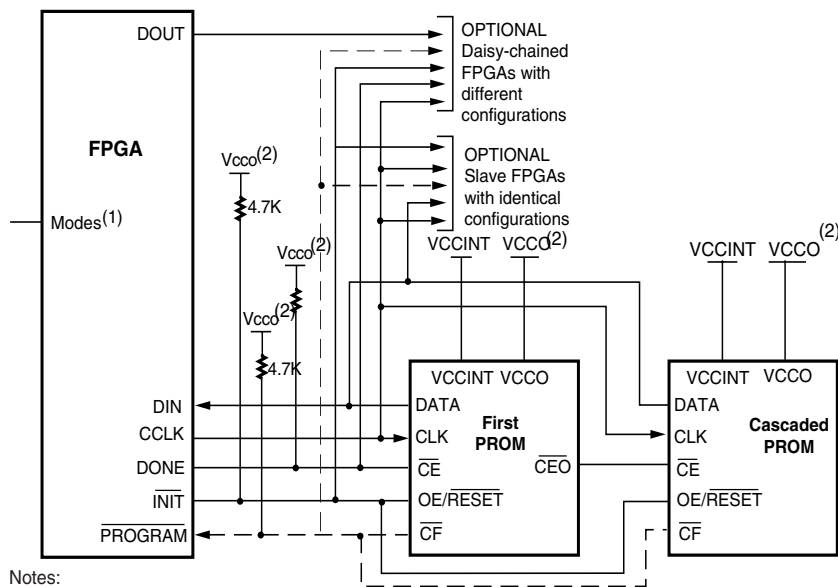 DOUT
OPTIONAL
Daisy-chained
FPGAs with
different
configurations
FPGA
Vcco(2)
4.7K
OPTIONAL
Slave FPGAs
with identical
configurations
Modes(1)
Vcco(2)
VCCINT
VCCO(2)
VCCINT
VCCO(2)
Vcco(2)
4.7K
VCCINT VCCO
VCCINT VCCO
DIN
DATA
First
PROM
DATA
Cascaded
PROM
CCLK
CLK
CLK
DONE
CE
CEO
CE
INIT
OE/RESET
OE/RESET
PROGRAM
CF
CF
Notes: